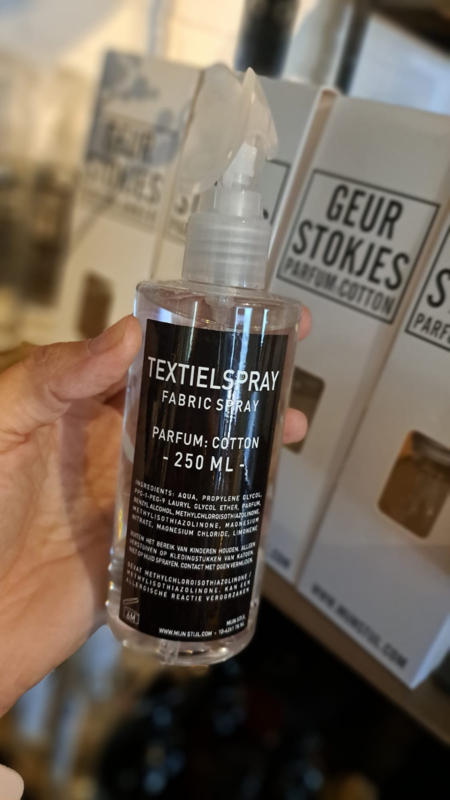 GEUR
STOKJES
GEUR
STOKJES
PARFUM:COTTON
TEXTIELSPRAY
FABRIC SPRAY
PARFUM: COTTON
- 250 ML -
INGREDIENTS: AQUA, PROPYLENE GLYCOL,
PPG-1-PEG-9 LAURYL GLYCOL ETHER, PARFUM,
BENZYL ALCOHOL, METHYLCHLOROISOTHIAZOLINONE,
METHYLISOTHIAZOLINONE, MAGNESIUM
NITRATE, MAGNESIUM CHLORIDE, LIMONENE
BUITEN HET BEREIK VAN KINDEREN HOUDEN. ALLEEN
VERSTUIVEN OP KLEDINGSTUKKEN VAN KATOEN.
NIET OP HUID SPRAYEN. CONTACT MET OGEN VERMIJDEN.
BEVAT METHYLCHLOROISOTHIAZOLINONE /
METHYLISOTHIAZOLINONE. KAN EEN
ALLERGISCHE REACTIE VEROORZAKEN
6M
MIJN STIJL
WWW.MIJNSTIJL.COM
WWW.MIJNSTIJL.COM